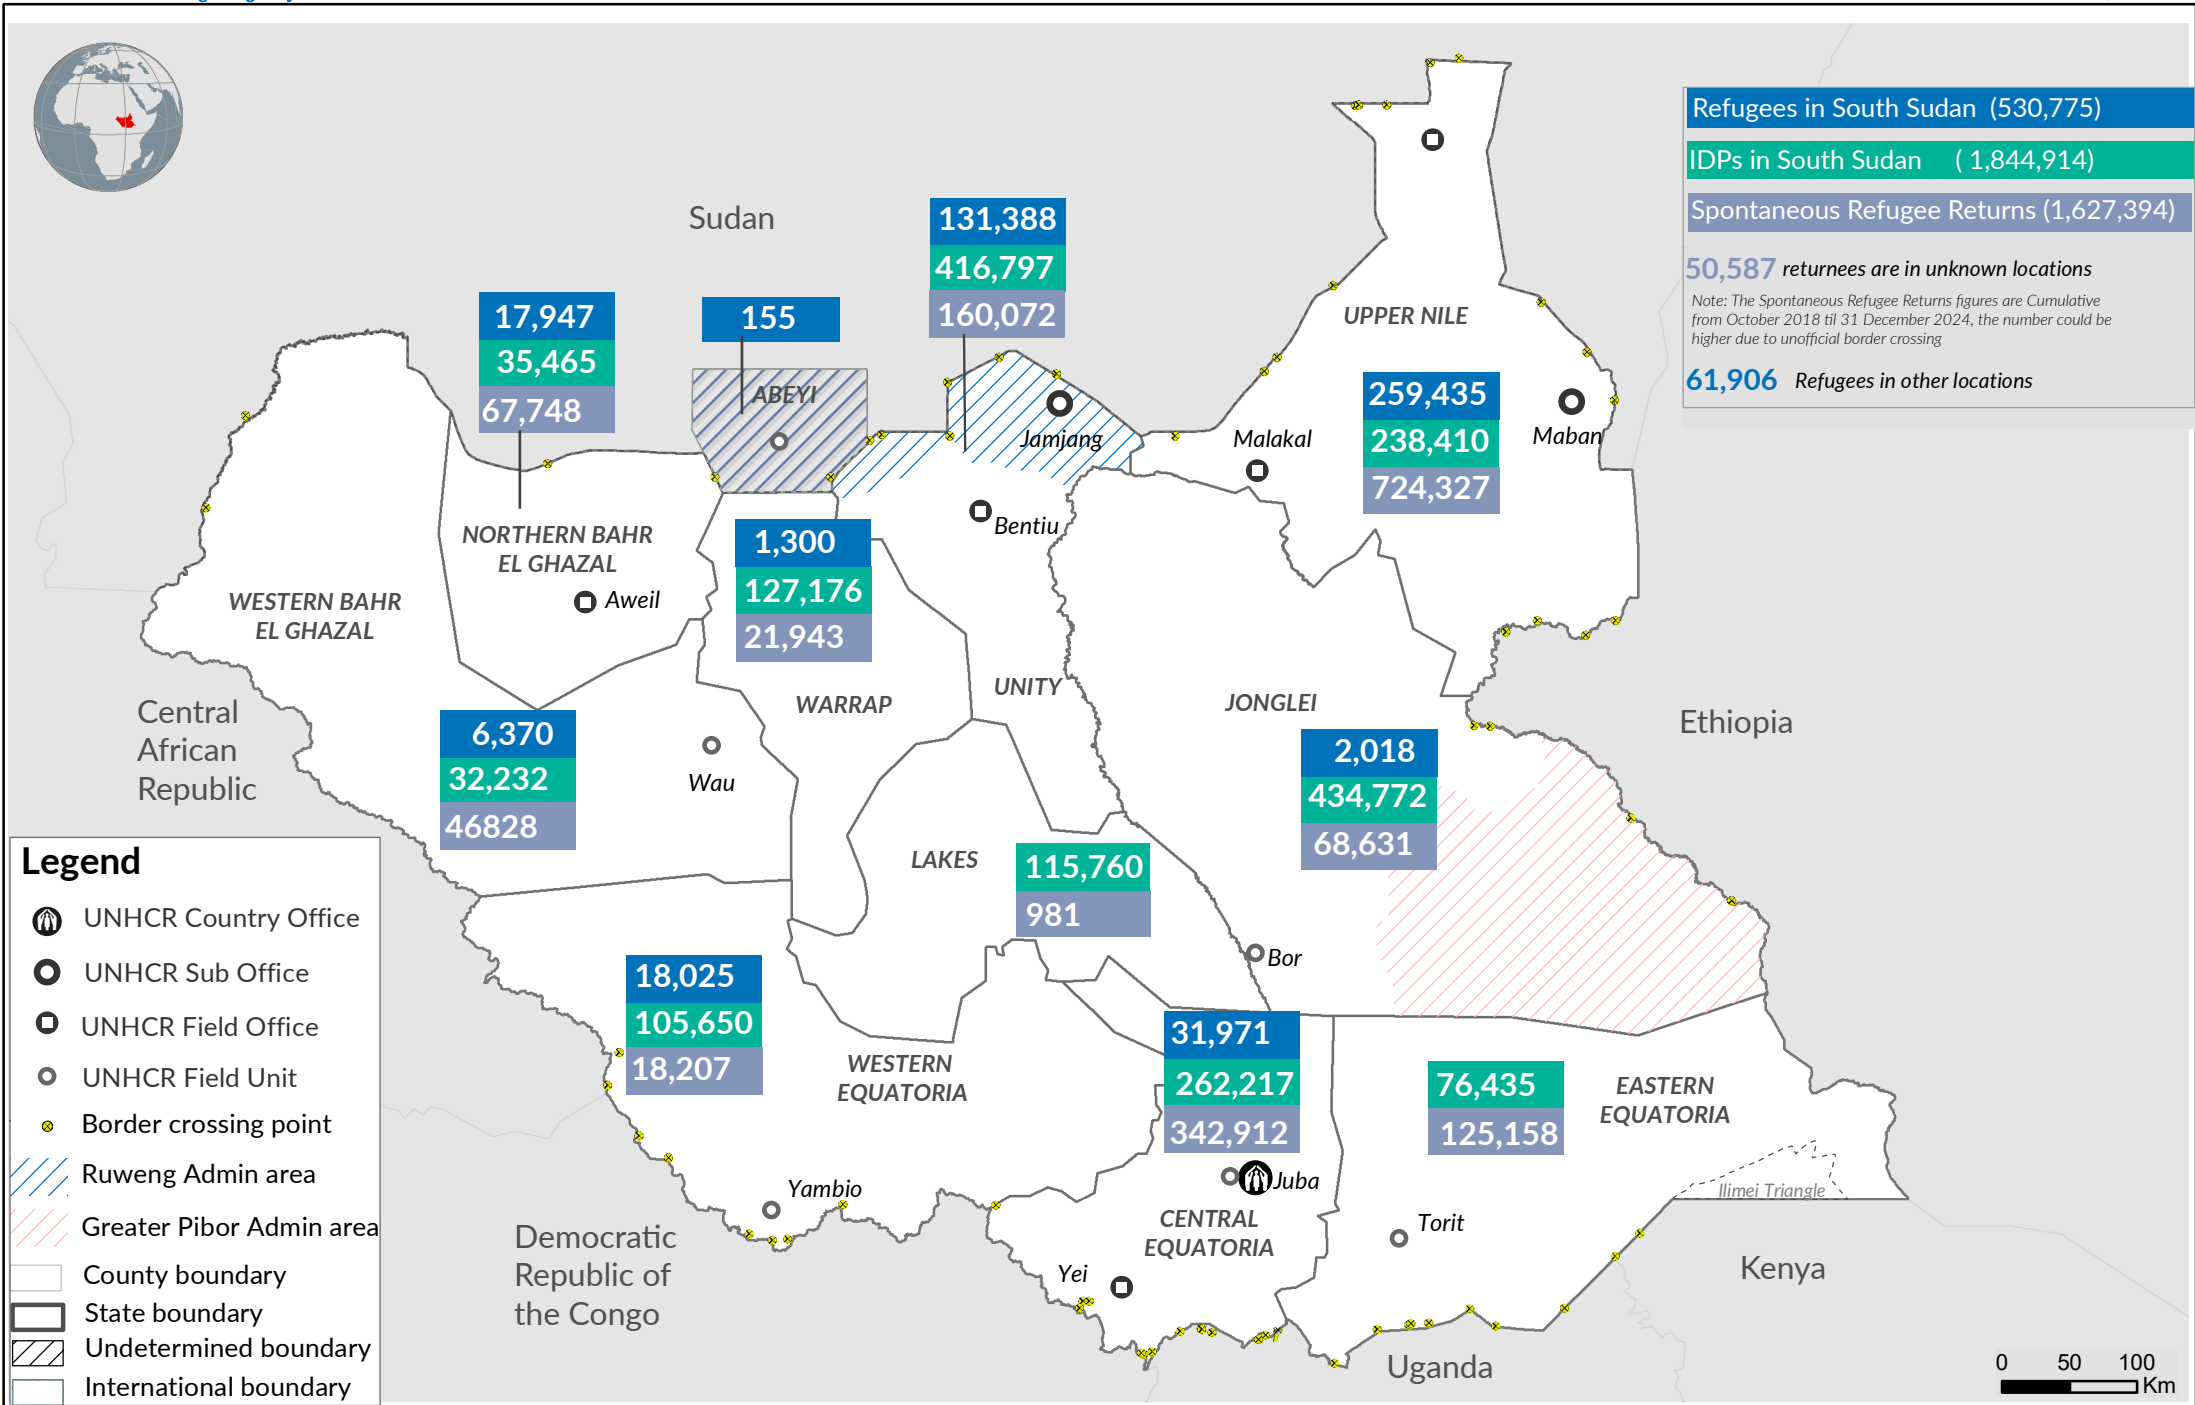 Sudan
Refugees in South Sudan (530,775)
IDPs in South Sudan ( 1,844,914)
Spontaneous Refugee Returns (1,627,394)
50,587 returnees are in unknown locations
Note: The Spontaneous Refugee Returns figures are Cumulative
from October 2018 til 31 December 2024, the number could be
higher due to unofficial border crossing
61,906 Refugees in other locations
131,388
416,797
160,072
17,947
35,465
67,748
155
ABEYI
UPPER NILE
259,435
238,410
724,327
Jamjang
Malakal
Maban
Bentiu
NORTHERN BAHR
EL GHAZAL
Aweil
1,300
127,176
21,943
WESTERN BAHR
EL GHAZAL
WARRAP
UNITY
JONGLEI
Ethiopia
Central
African
Republic
6,370
32,232
46828
Wau
2,018
434,772
68,631
LAKES
115,760
981
Bor
18,025
105,650
18,207
WESTERN
EQUATORIA
31,971
262,217
342,912
76,435
125,158
EASTERN
EQUATORIA
Juba
Ilimei Triangle
Yambio
CENTRAL
EQUATORIA
Torit
Yei
Democratic
Republic of
the Congo
Kenya
Uganda
Legend
UNHCR Country Office
UNHCR Sub Office
UNHCR Field Office
UNHCR Field Unit
Border crossing point
Ruweng Admin area
Greater Pibor Admin area
County boundary
State boundary
Undetermined boundary
International boundary
0 50 100
Km